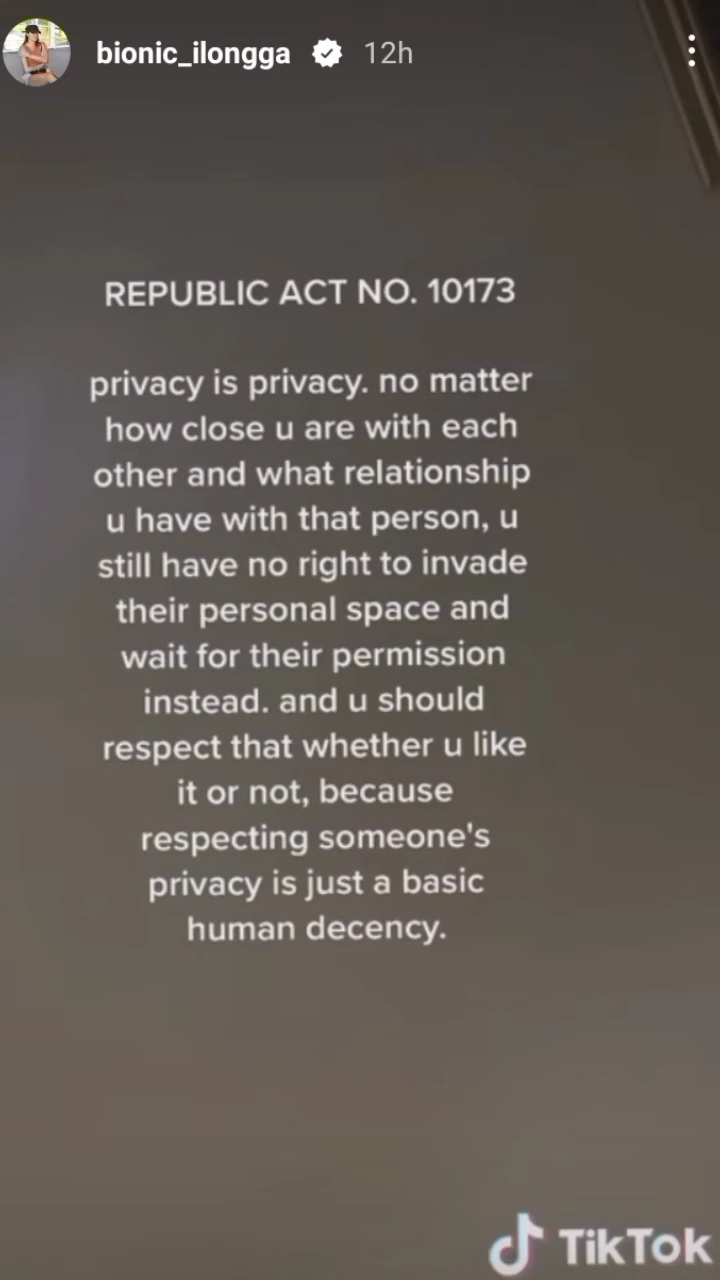 bionic_ilongga 12h
REPUBLIC ACT NO. 10173
privacy is privacy. no matter
how close u are with each
other and what relationship
u have with that person, u
still have no right to invade
their personal space and
wait for their permission
instead. and u should
respect that whether u like
it or not, because
respecting someone's
privacy is just a basic
human decency.
TikTok